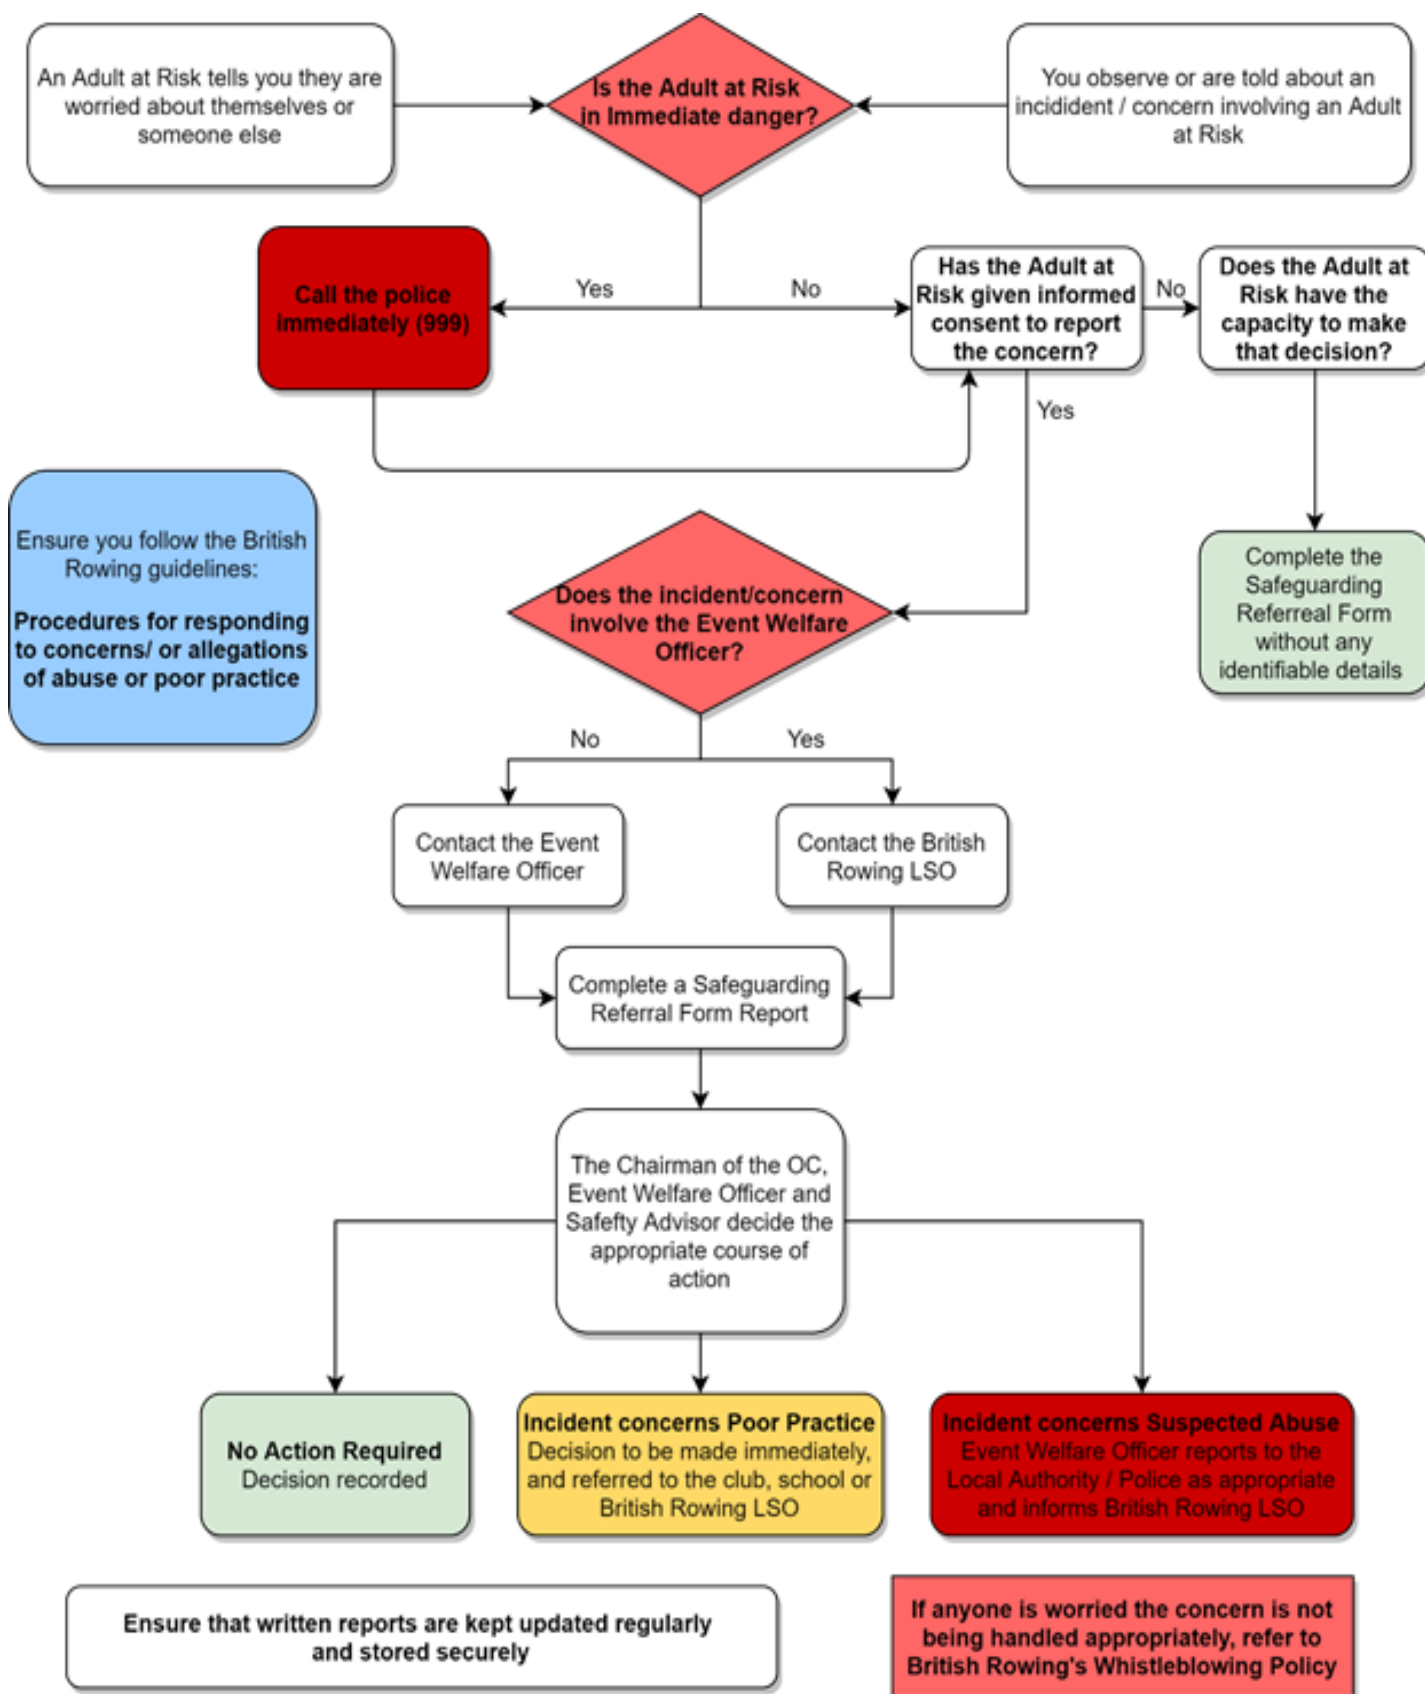 An Adult at Risk tells you they are
worried about themselves or
someone else
Is the Adult at Risk
in Immediate danger?
You observe or are told about an
incidident / concern involving an Adult
at Risk
Call the police
immediately (999)
Yes
No
Has the Adult at
Risk given informed
consent to report
the concern?
No
Does the Adult at
Risk have the
capacity to make
that decision?
Yes
Ensure you follow the British
Rowing guidelines:
Procedures for responding
to concerns/ or allegations
of abuse or poor practice
Does the incident/concern
involve the Event Welfare
Officer?
Complete the
Safeguarding
Referreal Form
without any
identifiable details
No
Yes
Contact the Event
Welfare Officer
Contact the British
Rowing LSO
Complete a Safeguarding
Referral Form Report
The Chairman of the OC,
Event Welfare Officer and
Safefty Advisor decide the
appropriate course of
action
No Action Required
Decision recorded
Incident concerns Poor Practice
Decision to be made immediately,
and referred to the club, school or
British Rowing LSO
Incident concerns Suspected Abuse
Event Welfare Officer reports to the
Local Authority / Police as appropriate
and informs British Rowing LSO
Ensure that written reports are kept updated regularly
and stored securely
If anyone is worried the concern is not
being handled appropriately, refer to
British Rowing's Whistleblowing Policy